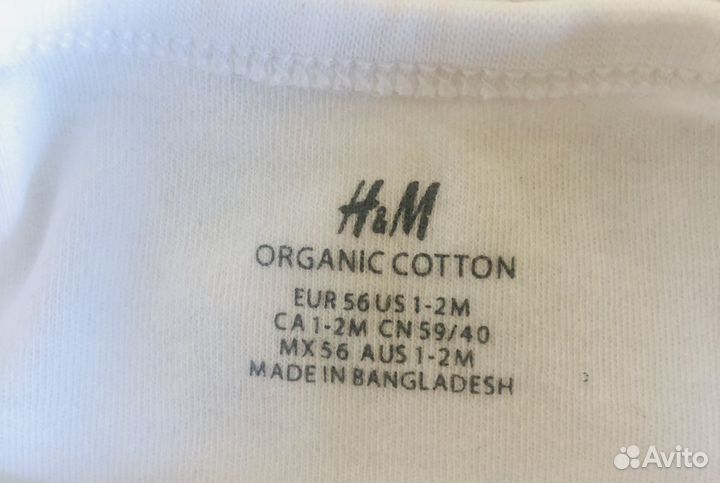 H&M
ORGANIC COTTON
EUR 56 US 1-2M
CA 1-2M CN 59/40
MX 56 AUS 1-2M
MADE IN BANGLADESH
Avito